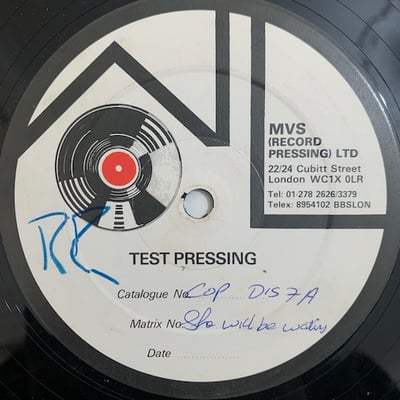 MVS
(RECORD
PRESSING) LTD
22/24 Cubitt Street
London WC1X 0LR
Tel: 01-278 2626/3379
Telex: 8954102 BBSLON
TEST PRESSING
Catalogue No. COP DIS 7A
Matrix No. She will be waiting
Date